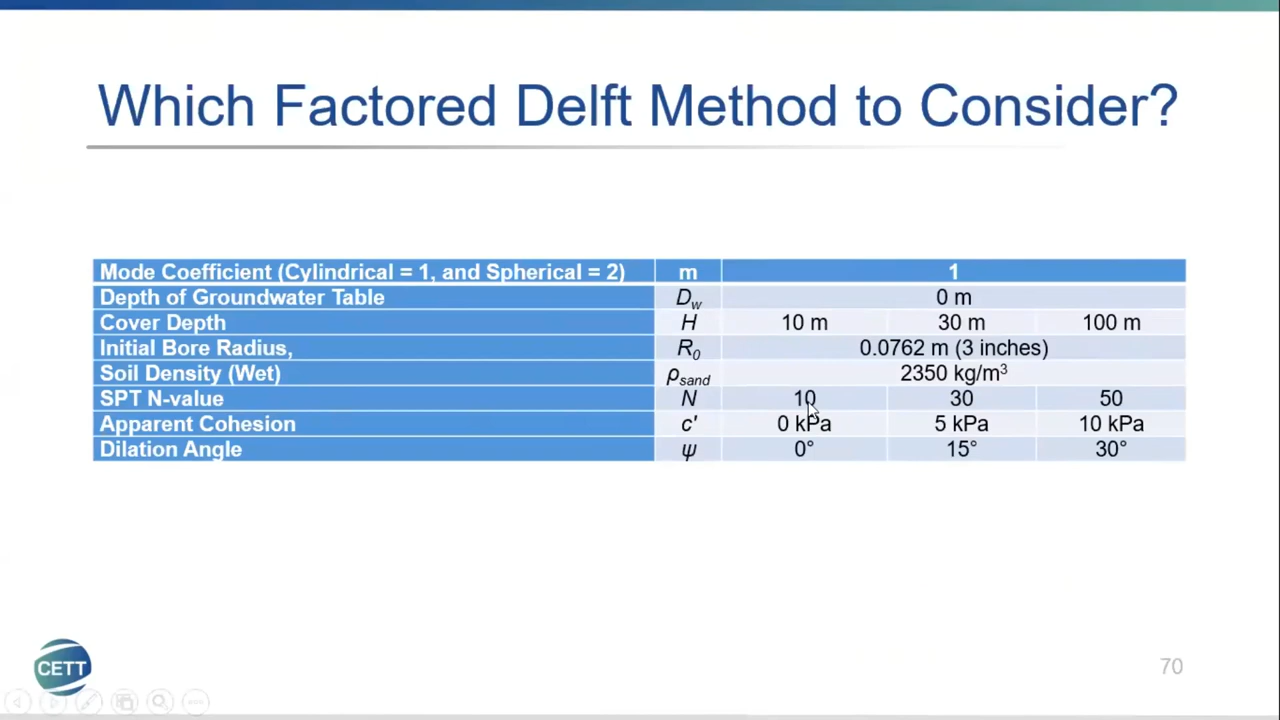 Which Factored Delft Method to Consider?
Mode Coefficient (Cylindrical = 1, and Spherical = 2) m 1
Depth of Groundwater Table Dw 0 m
Cover Depth H 10 m 30 m 100 m
Initial Bore Radius, R0 0.0762 m (3 inches)
Soil Density (Wet) ρsand 2350 kg/m³
SPT N-value N 10 30 50
Apparent Cohesion c' 0 kPa 5 kPa 10 kPa
Dilation Angle ψ 0° 15° 30°
CETT
70